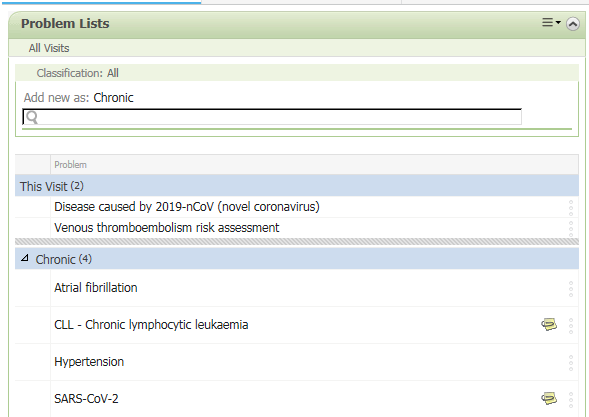 Problem Lists
All Visits
Classification: All
Add new as: Chronic
Problem
This Visit (2)
Disease caused by 2019-nCoV (novel coronavirus)
Venous thromboembolism risk assessment
Chronic (4)
Atrial fibrillation
CLL - Chronic lymphocytic leukaemia
Hypertension
SARS-CoV-2